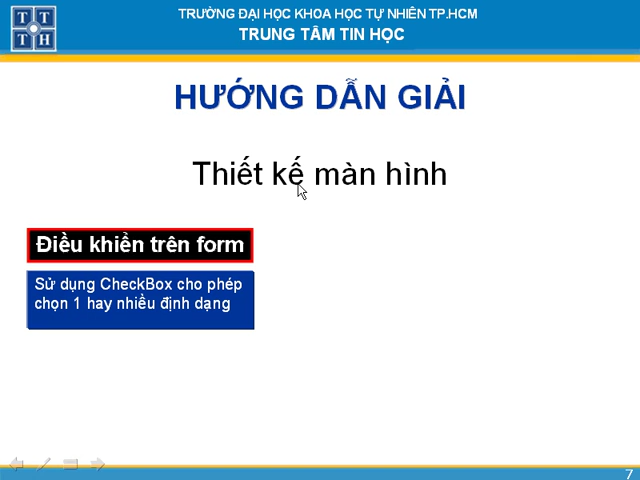 TRƯỜNG ĐẠI HỌC KHOA HỌC TỰ NHIÊN TP.HCM
TRUNG TÂM TIN HỌC
T T
T H
HƯỚNG DẪN GIẢI
Thiết kế màn hình
Điều khiển trên form
Sử dụng CheckBox cho phép
chọn 1 hay nhiều định dạng
7